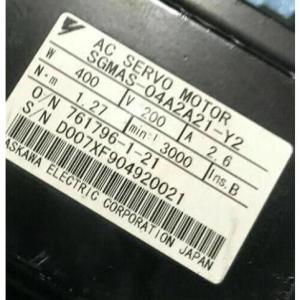 AC SERVO MOTOR
SGMAS-04A2A21-Y2
W 400 V 200 A 2.6
N·m 1.27 min⁻¹ 3000 Ins. B
O/N 761796-1-21
S/N D007XF904920021
ASKAWA ELECTRIC CORPORATION JAPAN